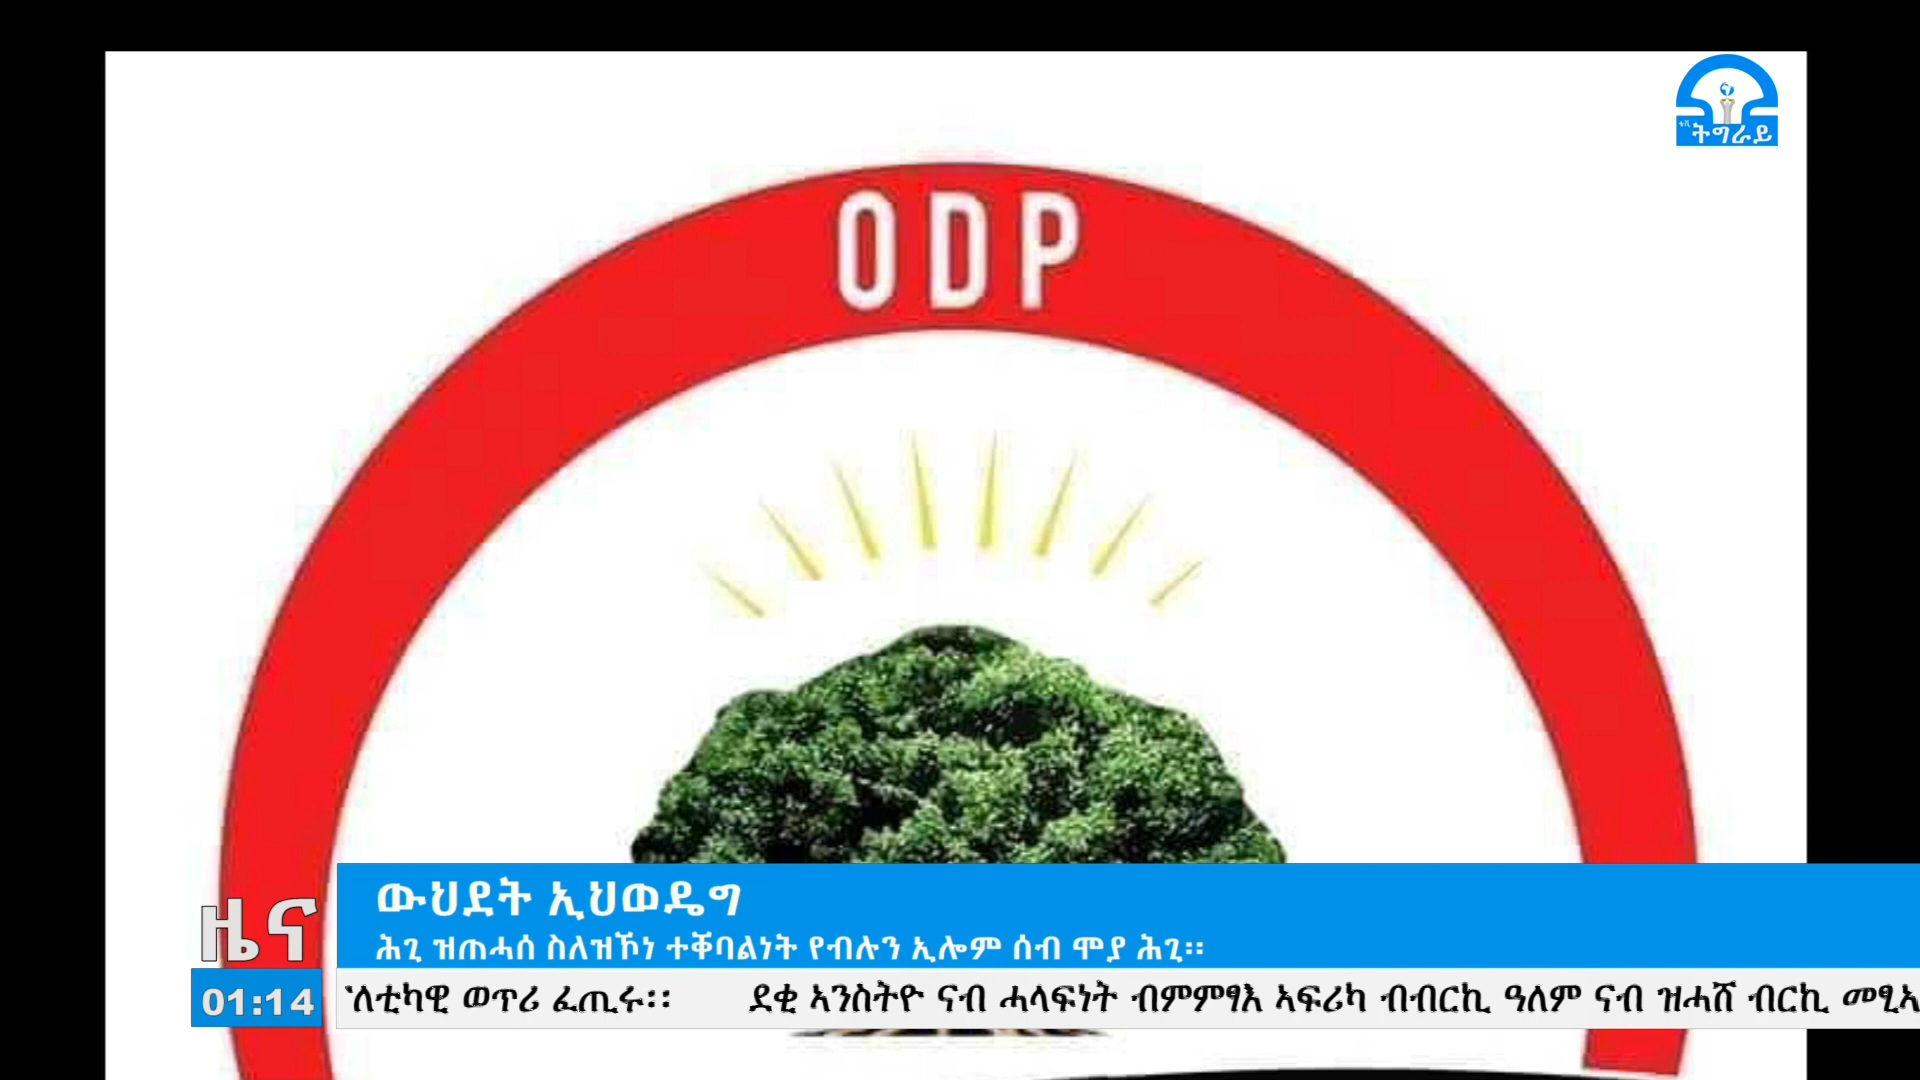 ትግራይ
ODP
ውህደት ኢህወዴግ
ሕጊ ዝጠሓሰ ስለዝኾነ ተቐባልነት የብሉን ኢሎም ሰብ ሞያ ሕጊ።
ዜና
01:14
ለቲካዊ ወጥሪ ፈጢሩ፡፡ ደቂ ኣንስትዮ ናብ ሓላፍነት ብምምፃእ ኣፍሪካ ብብርኪ ዓለም ናብ ዝሓሸ ብርኪ መፂኣ